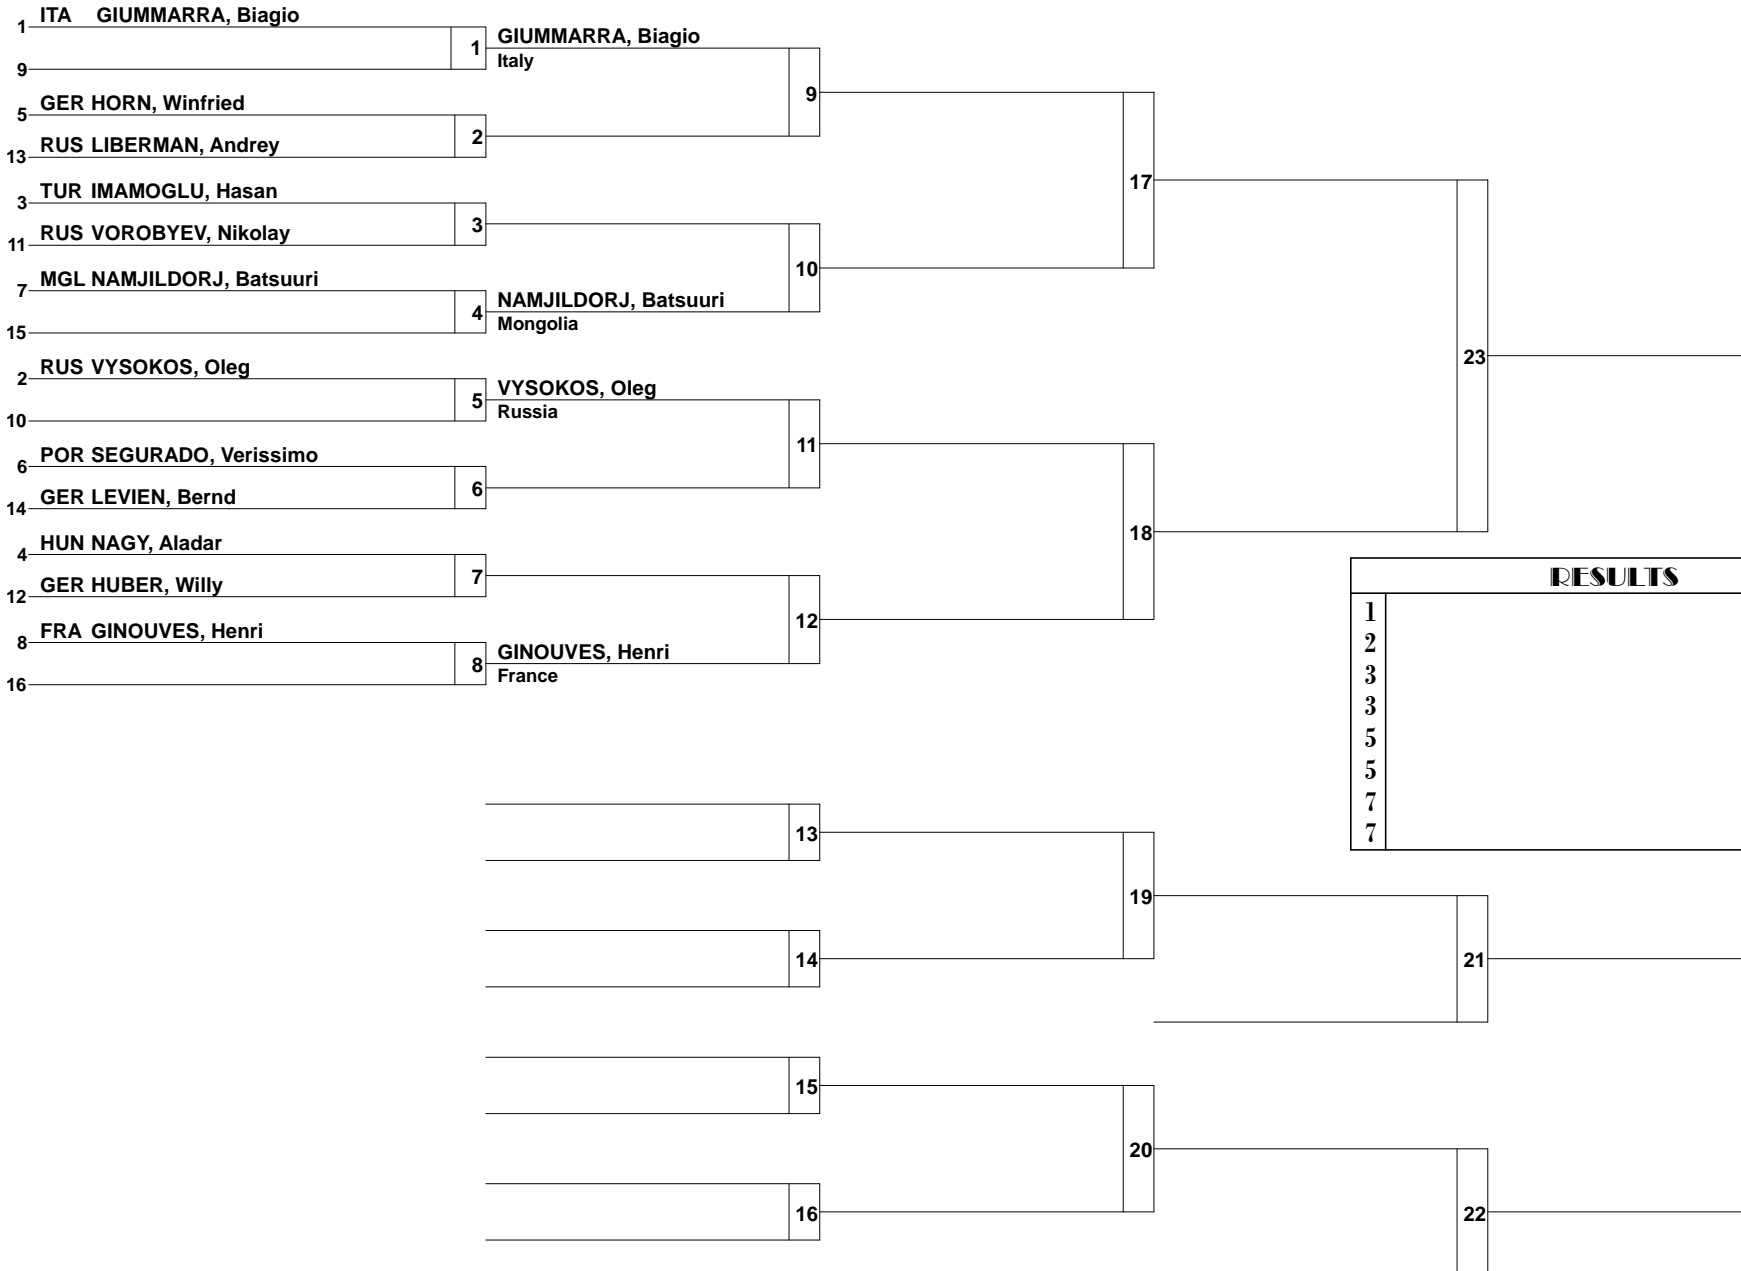 1 ITA GIUMMARRA, Biagio
9
1
GIUMMARRA, Biagio
Italy
5 GER HORN, Winfried
13 RUS LIBERMAN, Andrey
2
9
3 TUR IMAMOGLU, Hasan
11 RUS VOROBYEV, Nikolay
3
7 MGL NAMJILDORJ, Batsuuri
15
4
NAMJILDORJ, Batsuuri
Mongolia
10
17
2 RUS VYSOKOS, Oleg
10
5
VYSOKOS, Oleg
Russia
6 POR SEGURADO, Verissimo
14 GER LEVIEN, Bernd
6
11
4 HUN NAGY, Aladar
12 GER HUBER, Willy
7
8 FRA GINOUVES, Henri
16
8
GINOUVES, Henri
France
12
18
23
RESULTS
1
2
3
3
5
5
7
7
13
14
19
21
15
16
20
22